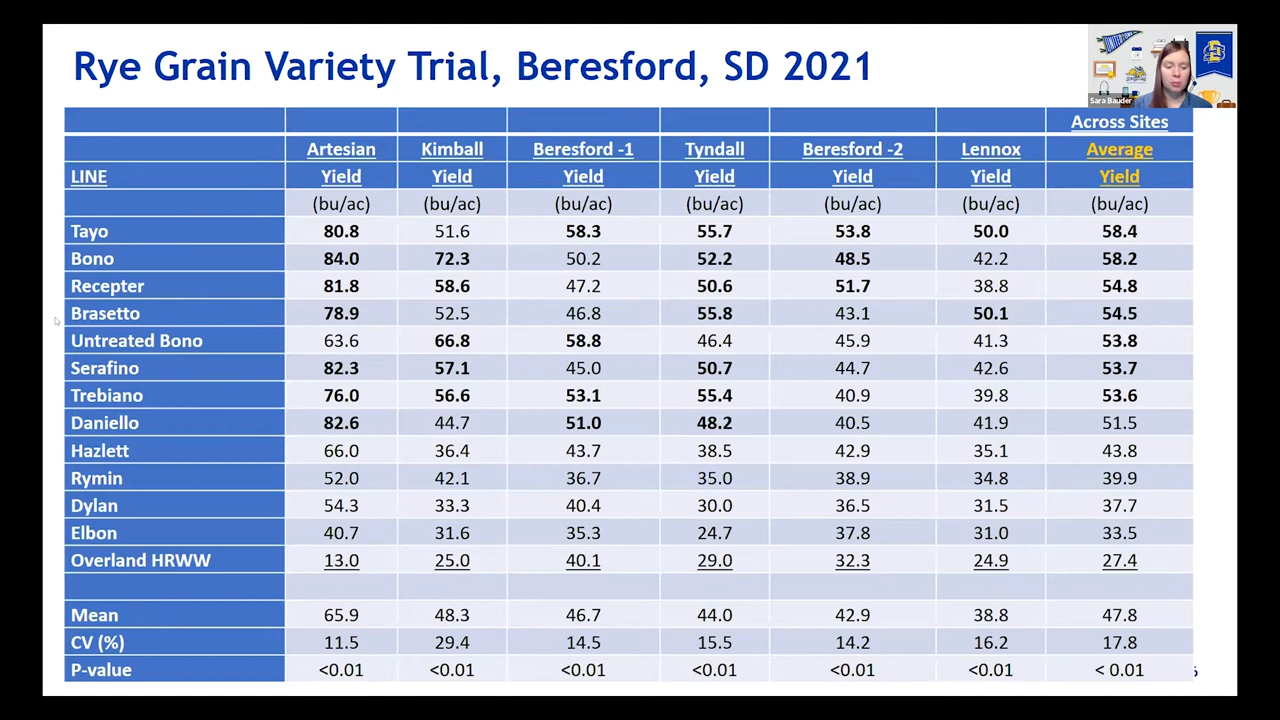 Rye Grain Variety Trial, Beresford, SD 2021
UNITED
Sara Bauder
Across Sites
Artesian Kimball Beresford -1 Tyndall Beresford -2 Lennox Average
LINE Yield Yield Yield Yield Yield Yield Yield
(bu/ac) (bu/ac) (bu/ac) (bu/ac) (bu/ac) (bu/ac) (bu/ac)
Tayo 80.8 51.6 58.3 55.7 53.8 50.0 58.4
Bono 84.0 72.3 50.2 52.2 48.5 42.2 58.2
Recepter 81.8 58.6 47.2 50.6 51.7 38.8 54.8
Brasetto 78.9 52.5 46.8 55.8 43.1 50.1 54.5
Untreated Bono 63.6 66.8 58.8 46.4 45.9 41.3 53.8
Serafino 82.3 57.1 45.0 50.7 44.7 42.6 53.7
Trebiano 76.0 56.6 53.1 55.4 40.9 39.8 53.6
Daniello 82.6 44.7 51.0 48.2 40.5 41.9 51.5
Hazlett 66.0 36.4 43.7 38.5 42.9 35.1 43.8
Rymin 52.0 42.1 36.7 35.0 38.9 34.8 39.9
Dylan 54.3 33.3 40.4 30.0 36.5 31.5 37.7
Elbon 40.7 31.6 35.3 24.7 37.8 31.0 33.5
Overland HRWW 13.0 25.0 40.1 29.0 32.3 24.9 27.4
Mean 65.9 48.3 46.7 44.0 42.9 38.8 47.8
CV (%) 11.5 29.4 14.5 15.5 14.2 16.2 17.8
P-value <0.01 <0.01 <0.01 <0.01 <0.01 <0.01 < 0.01